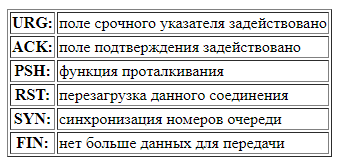 URG: поле срочного указателя задействовано
ACK: поле подтверждения задействовано
PSH: функция проталкивания
RST: перезагрузка данного соединения
SYN: синхронизация номеров очереди
FIN: нет больше данных для передачи